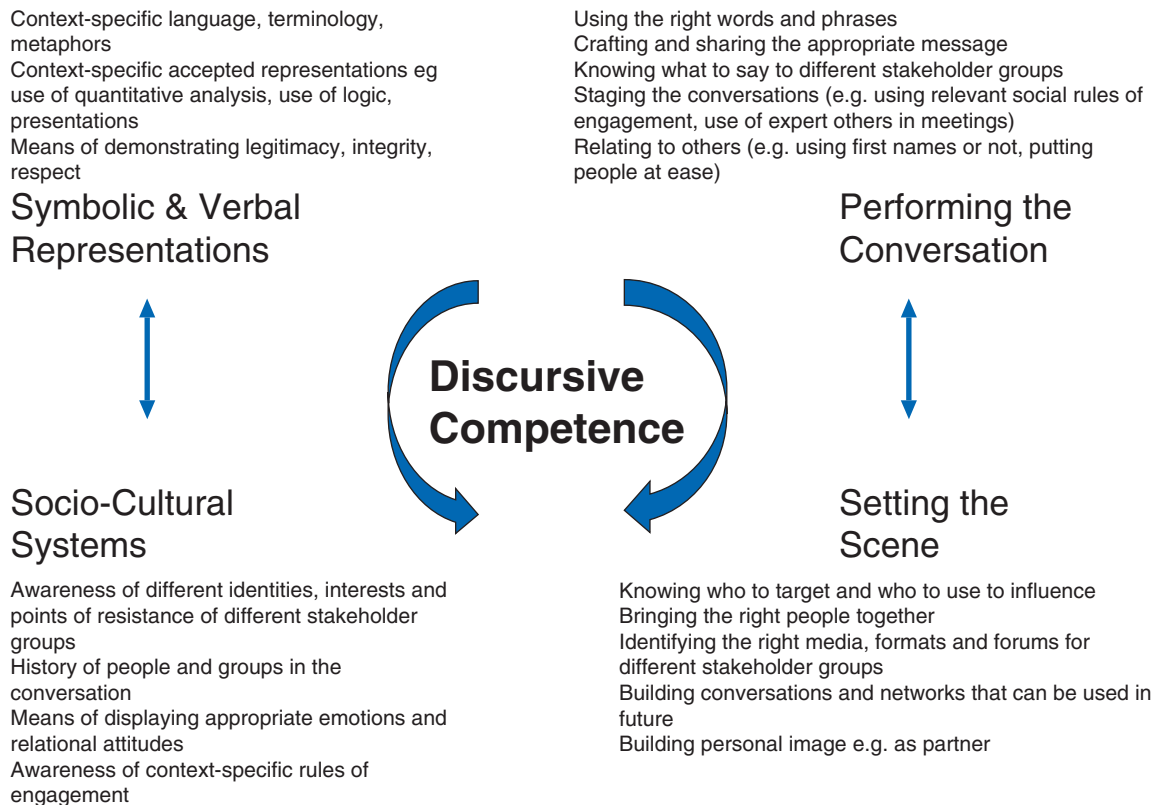 Context-specific language, terminology,
metaphors
Context-specific accepted representations eg
use of quantitative analysis, use of logic,
presentations
Means of demonstrating legitimacy, integrity,
respect
Symbolic & Verbal
Representations
Using the right words and phrases
Crafting and sharing the appropriate message
Knowing what to say to different stakeholder groups
Staging the conversations (e.g. using relevant social rules of
engagement, use of expert others in meetings)
Relating to others (e.g. using first names or not, putting
people at ease)
Performing the
Conversation
Discursive
Competence
Socio-Cultural
Systems
Awareness of different identities, interests and
points of resistance of different stakeholder
groups
History of people and groups in the
conversation
Means of displaying appropriate emotions and
relational attitudes
Awareness of context-specific rules of
engagement
Setting the
Scene
Knowing who to target and who to use to influence
Bringing the right people together
Identifying the right media, formats and forums for
different stakeholder groups
Building conversations and networks that can be used in
future
Building personal image e.g. as partner